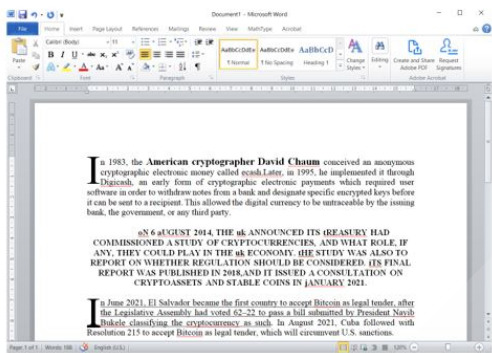 Document1 - Microsoft Word
File Home Insert Page Layout References Mailings Review View MathType Acrobat
Calibri (Body)
AaBbCcDdEe AaBbCcDdEe AaBbCcD
Paste
B I U abc x₂ x²
¶ Normal ¶ No Spacing Heading 1
Change Styles
Editing
Create and Share Adobe PDF
Request Signatures
Clipboard Font Paragraph Styles Adobe Acrobat
In 1983, the American cryptographer David Chaum conceived an anonymous
cryptographic electronic money called ecash.Later, in 1995, he implemented it through
Digicash, an early form of cryptographic electronic payments which required user
software in order to withdraw notes from a bank and designate specific encrypted keys before
it can be sent to a recipient. This allowed the digital currency to be untraceable by the issuing
bank, the government, or any third party.
oN 6 aUGUST 2014, THE uk ANNOUNCED ITS tREASURY HAD
COMMISSIONED A STUDY OF CRYPTOCURRENCIES, AND WHAT ROLE, IF
ANY, THEY COULD PLAY IN THE uk ECONOMY. tHE STUDY WAS ALSO TO
REPORT ON WHETHER REGULATION SHOULD BE CONSIDERED. iTS FINAL
REPORT WAS PUBLISHED IN 2018,AND IT ISSUED A CONSULTATION ON
CRYPTOASSETS AND STABLE COINS IN jANUARY 2021.
In June 2021, El Salvador became the first country to accept Bitcoin as legal tender, after
the Legislative Assembly had voted 62–22 to pass a bill submitted by President Nayib
Bukele classifying the cryptocurrency as such. In August 2021, Cuba followed with
Resolution 215 to accept Bitcoin as legal tender, which will circumvent U.S. sanctions.
Page: 1 of 1 Words: 188 English (U.S.) 120%